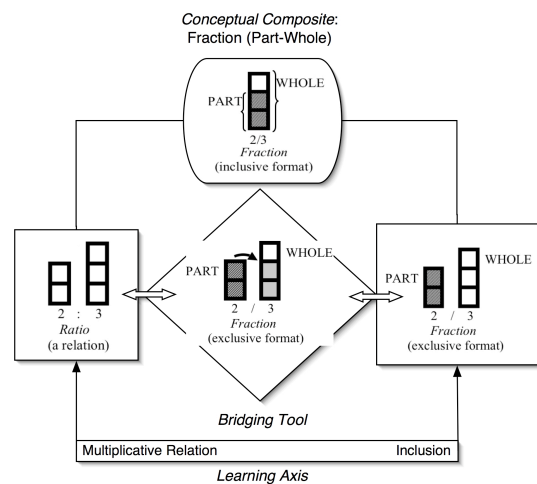 Conceptual Composite:
Fraction (Part-Whole)
PART
WHOLE
2/3
Fraction
(inclusive format)
2 : 3
Ratio
(a relation)
PART
WHOLE
2 / 3
Fraction
(exclusive format)
PART
WHOLE
2 / 3
Fraction
(exclusive format)
Bridging Tool
Multiplicative Relation
Inclusion
Learning Axis